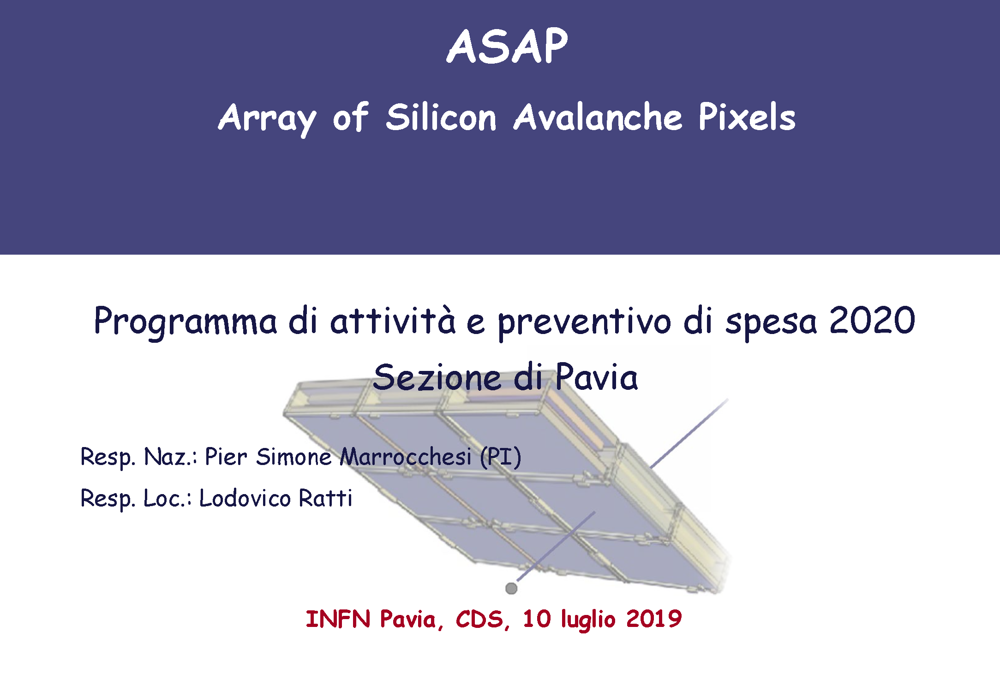 ASAP
Array of Silicon Avalanche Pixels
Programma di attività e preventivo di spesa 2020
Sezione di Pavia
Resp. Naz.: Pier Simone Marrocchesi (PI)
Resp. Loc.: Lodovico Ratti
INFN Pavia, CDS, 10 luglio 2019